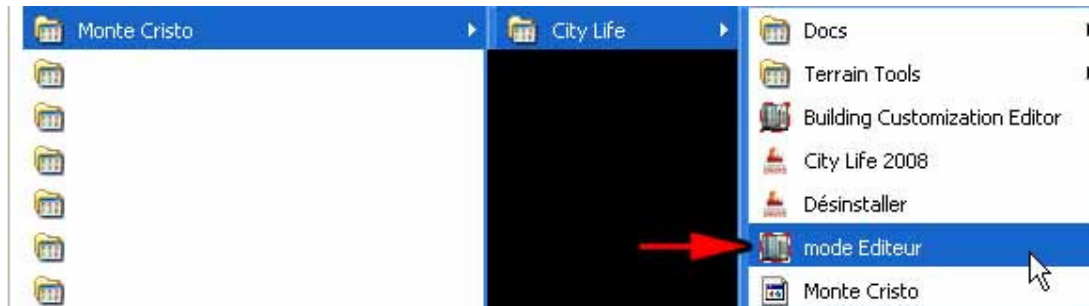 Monte Cristo
City Life
Docs
Terrain Tools
Building Customization Editor
City Life 2008
Désinstaller
mode Editeur
Monte Cristo